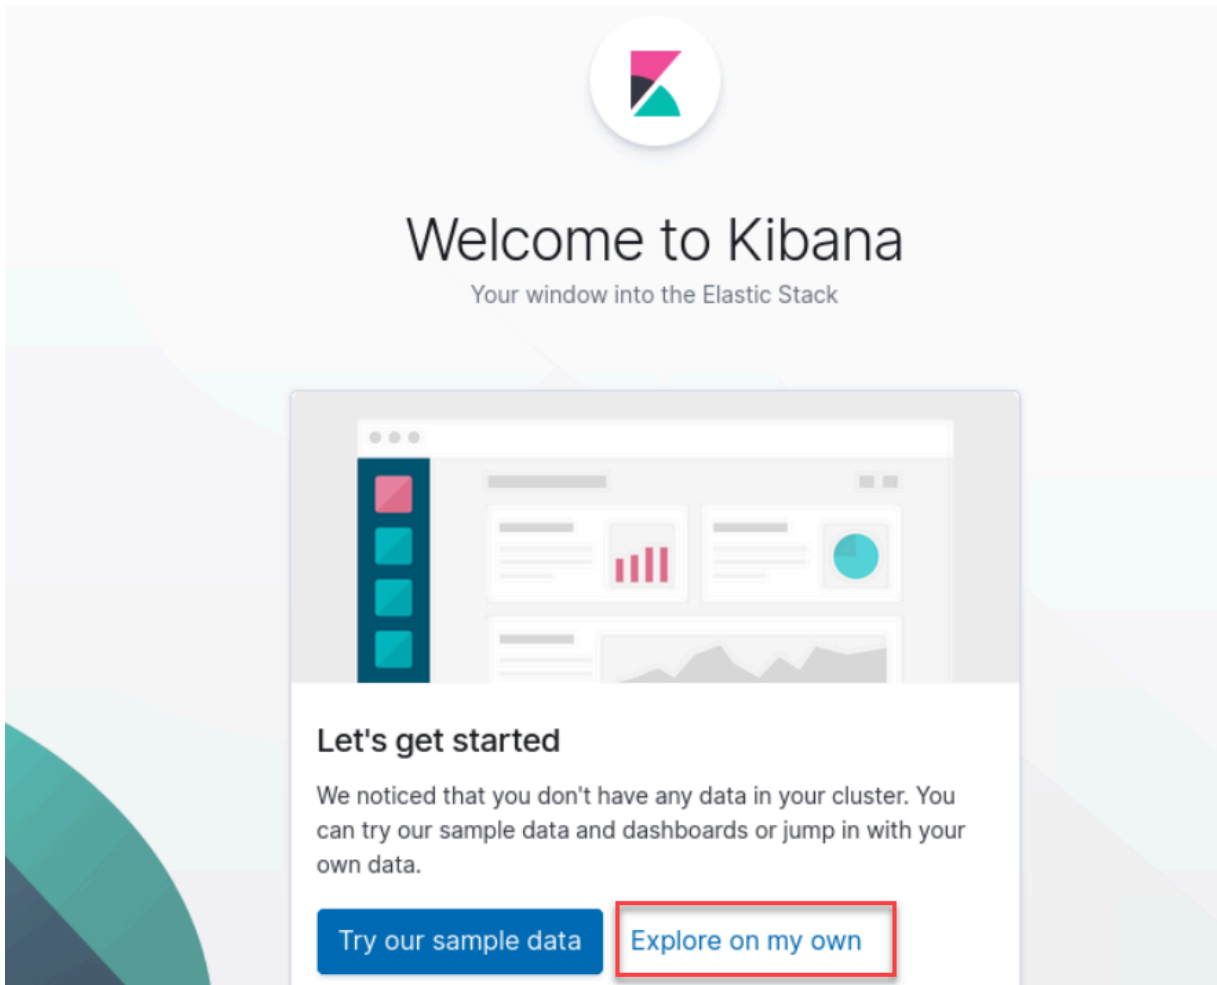 Welcome to Kibana
Your window into the Elastic Stack
Let's get started
We noticed that you don't have any data in your cluster. You
can try our sample data and dashboards or jump in with your
own data.
Try our sample data
Explore on my own